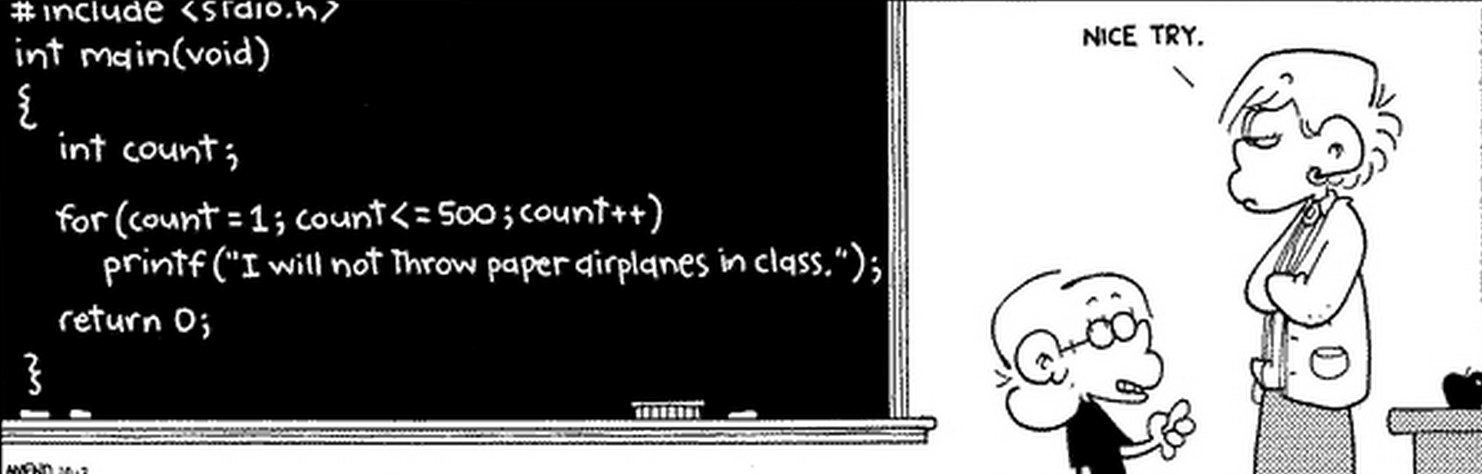 #include <stdio.h>
int main(void)
{
int count;
for (count = 1; count <= 500; count++)
printf ("I will not throw paper airplanes in class.");
return 0;
}
NICE TRY.
AMEND